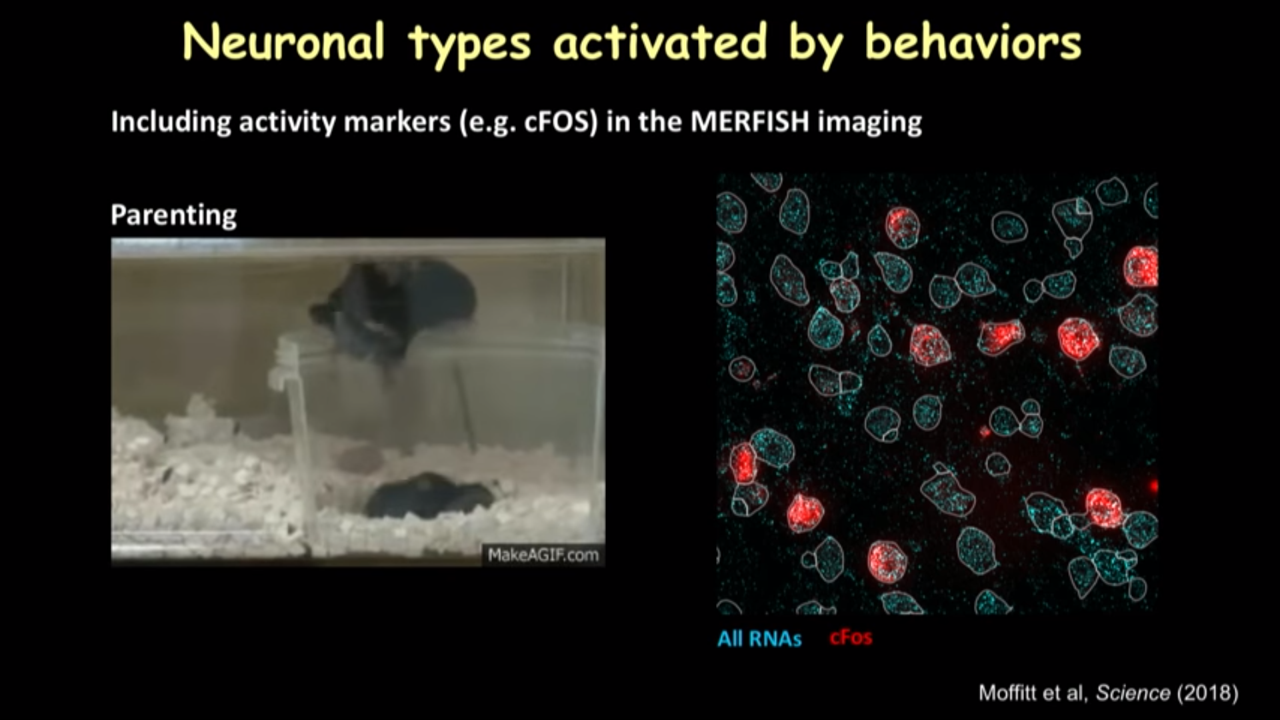 Neuronal types activated by behaviors
Including activity markers (e.g. cFOS) in the MERFISH imaging
Parenting
MakeAGIF.com
All RNAs cFos
Moffitt et al, Science (2018)